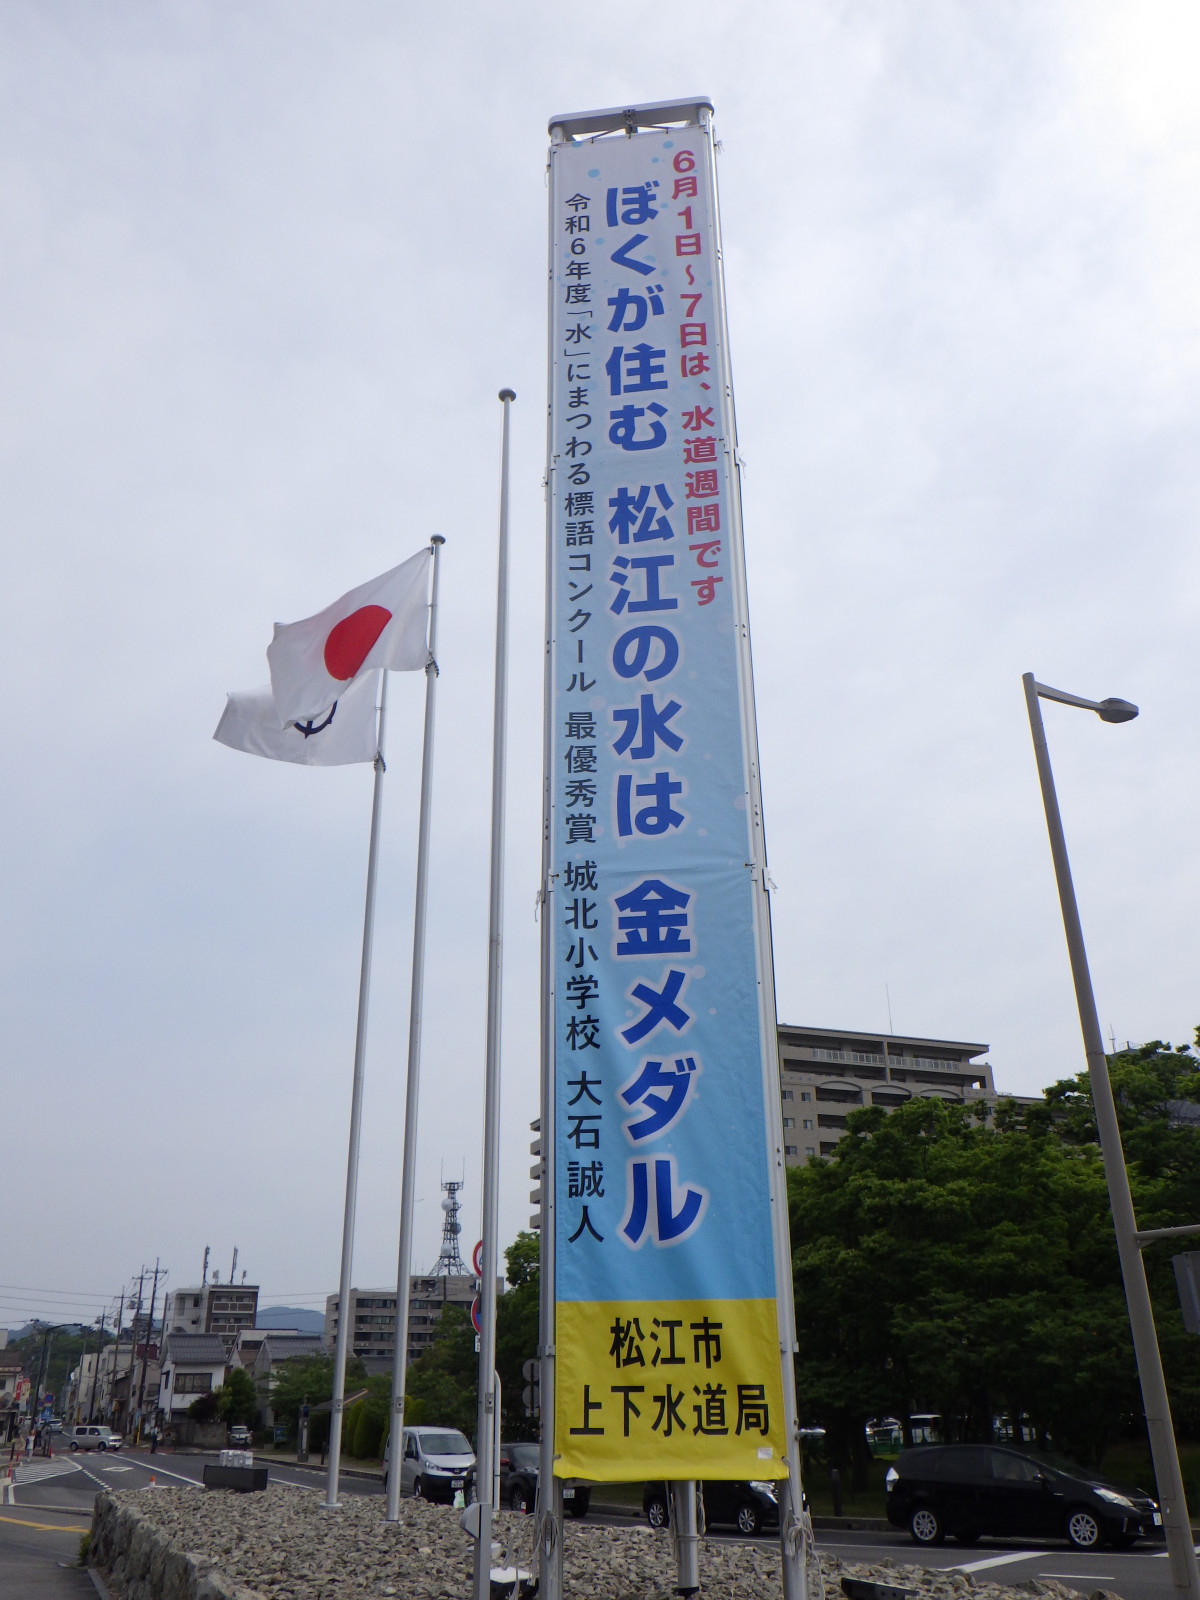 6月1日～7日は、水道週間です
ぼくが住む 松江の水は 金メダル
令和6年度「水」にまつわる標語コンクール 最優秀賞 城北小学校 大石誠人
松江市
上下水道局